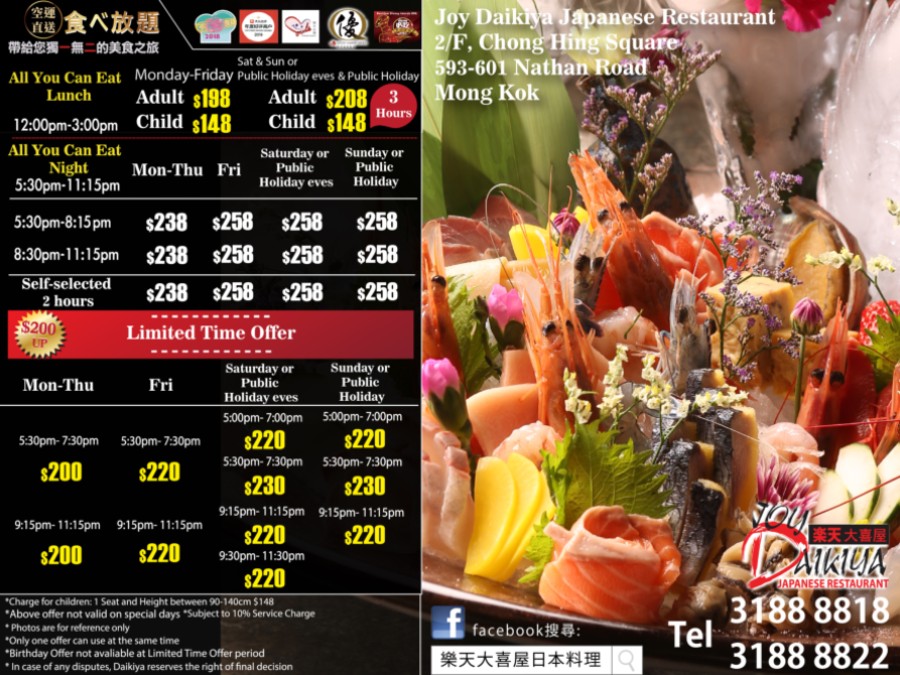 空運
直送
食べ放題
帶給您獨一無二的美食之旅
All You Can Eat
Lunch
12:00pm-3:00pm
Monday-Friday
Adult $198
Child $148
Sat & Sun or
Public Holiday eves & Public Holiday
Adult $208
Child $148
3
Hours
All You Can Eat
Night
5:30pm-11:15pm
Mon-Thu Fri Saturday or Public Holiday eves Sunday or Public Holiday
5:30pm-8:15pm $238 $258 $258 $258
8:30pm-11:15pm $238 $258 $258 $258
Self-selected
2 hours
$238 $258 $258 $258
$200
UP
Limited Time Offer
Mon-Thu Fri Saturday or Public Holiday eves Sunday or Public Holiday
5:00pm- 7:00pm 5:00pm- 7:00pm
$220 $220
5:30pm- 7:30pm 5:30pm- 7:30pm 5:30pm- 7:30pm 5:30pm- 7:30pm
$200 $220 $230 $230
9:15pm- 11:15pm 9:15pm- 11:15pm 9:15pm- 11:15pm 9:15pm- 11:15pm
$200 $220 $220 $220
9:30pm- 11:30pm
$220
*Charge for children: 1 Seat and Height between 90-140cm $148
*Above offer not valid on special days *Subject to 10% Service Charge
* Photos are for reference only
*Only one offer can use at the same time
*Birthday Offer not avaliable at Limited Time Offer period
* In case of any disputes, Daikiya reserves the right of final decision
Joy Daikiya Japanese Restaurant
2/F, Chong Hing Square
593-601 Nathan Road
Mong Kok
JOY
DAIKIYA
樂天大喜屋
JAPANESE RESTAURANT
f facebook搜尋:
樂天大喜屋日本料理
Tel 3188 8818
3188 8822